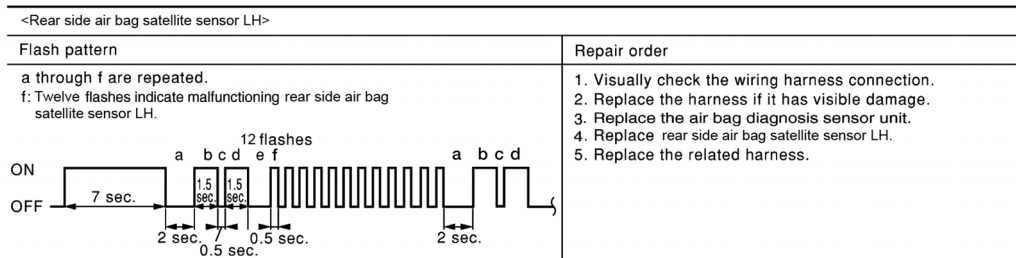 <Rear side air bag satellite sensor LH>
Flash pattern
Repair order
a through f are repeated.
f: Twelve flashes indicate malfunctioning rear side air bag
satellite sensor LH.
1. Visually check the wiring harness connection.
2. Replace the harness if it has visible damage.
3. Replace the air bag diagnosis sensor unit.
4. Replace rear side air bag satellite sensor LH.
5. Replace the related harness.
12 flashes
a b c d e f a b c d
ON
1.5 1.5
sec. sec.
7 sec.
OFF
2 sec. 0.5 sec. 2 sec.
0.5 sec.